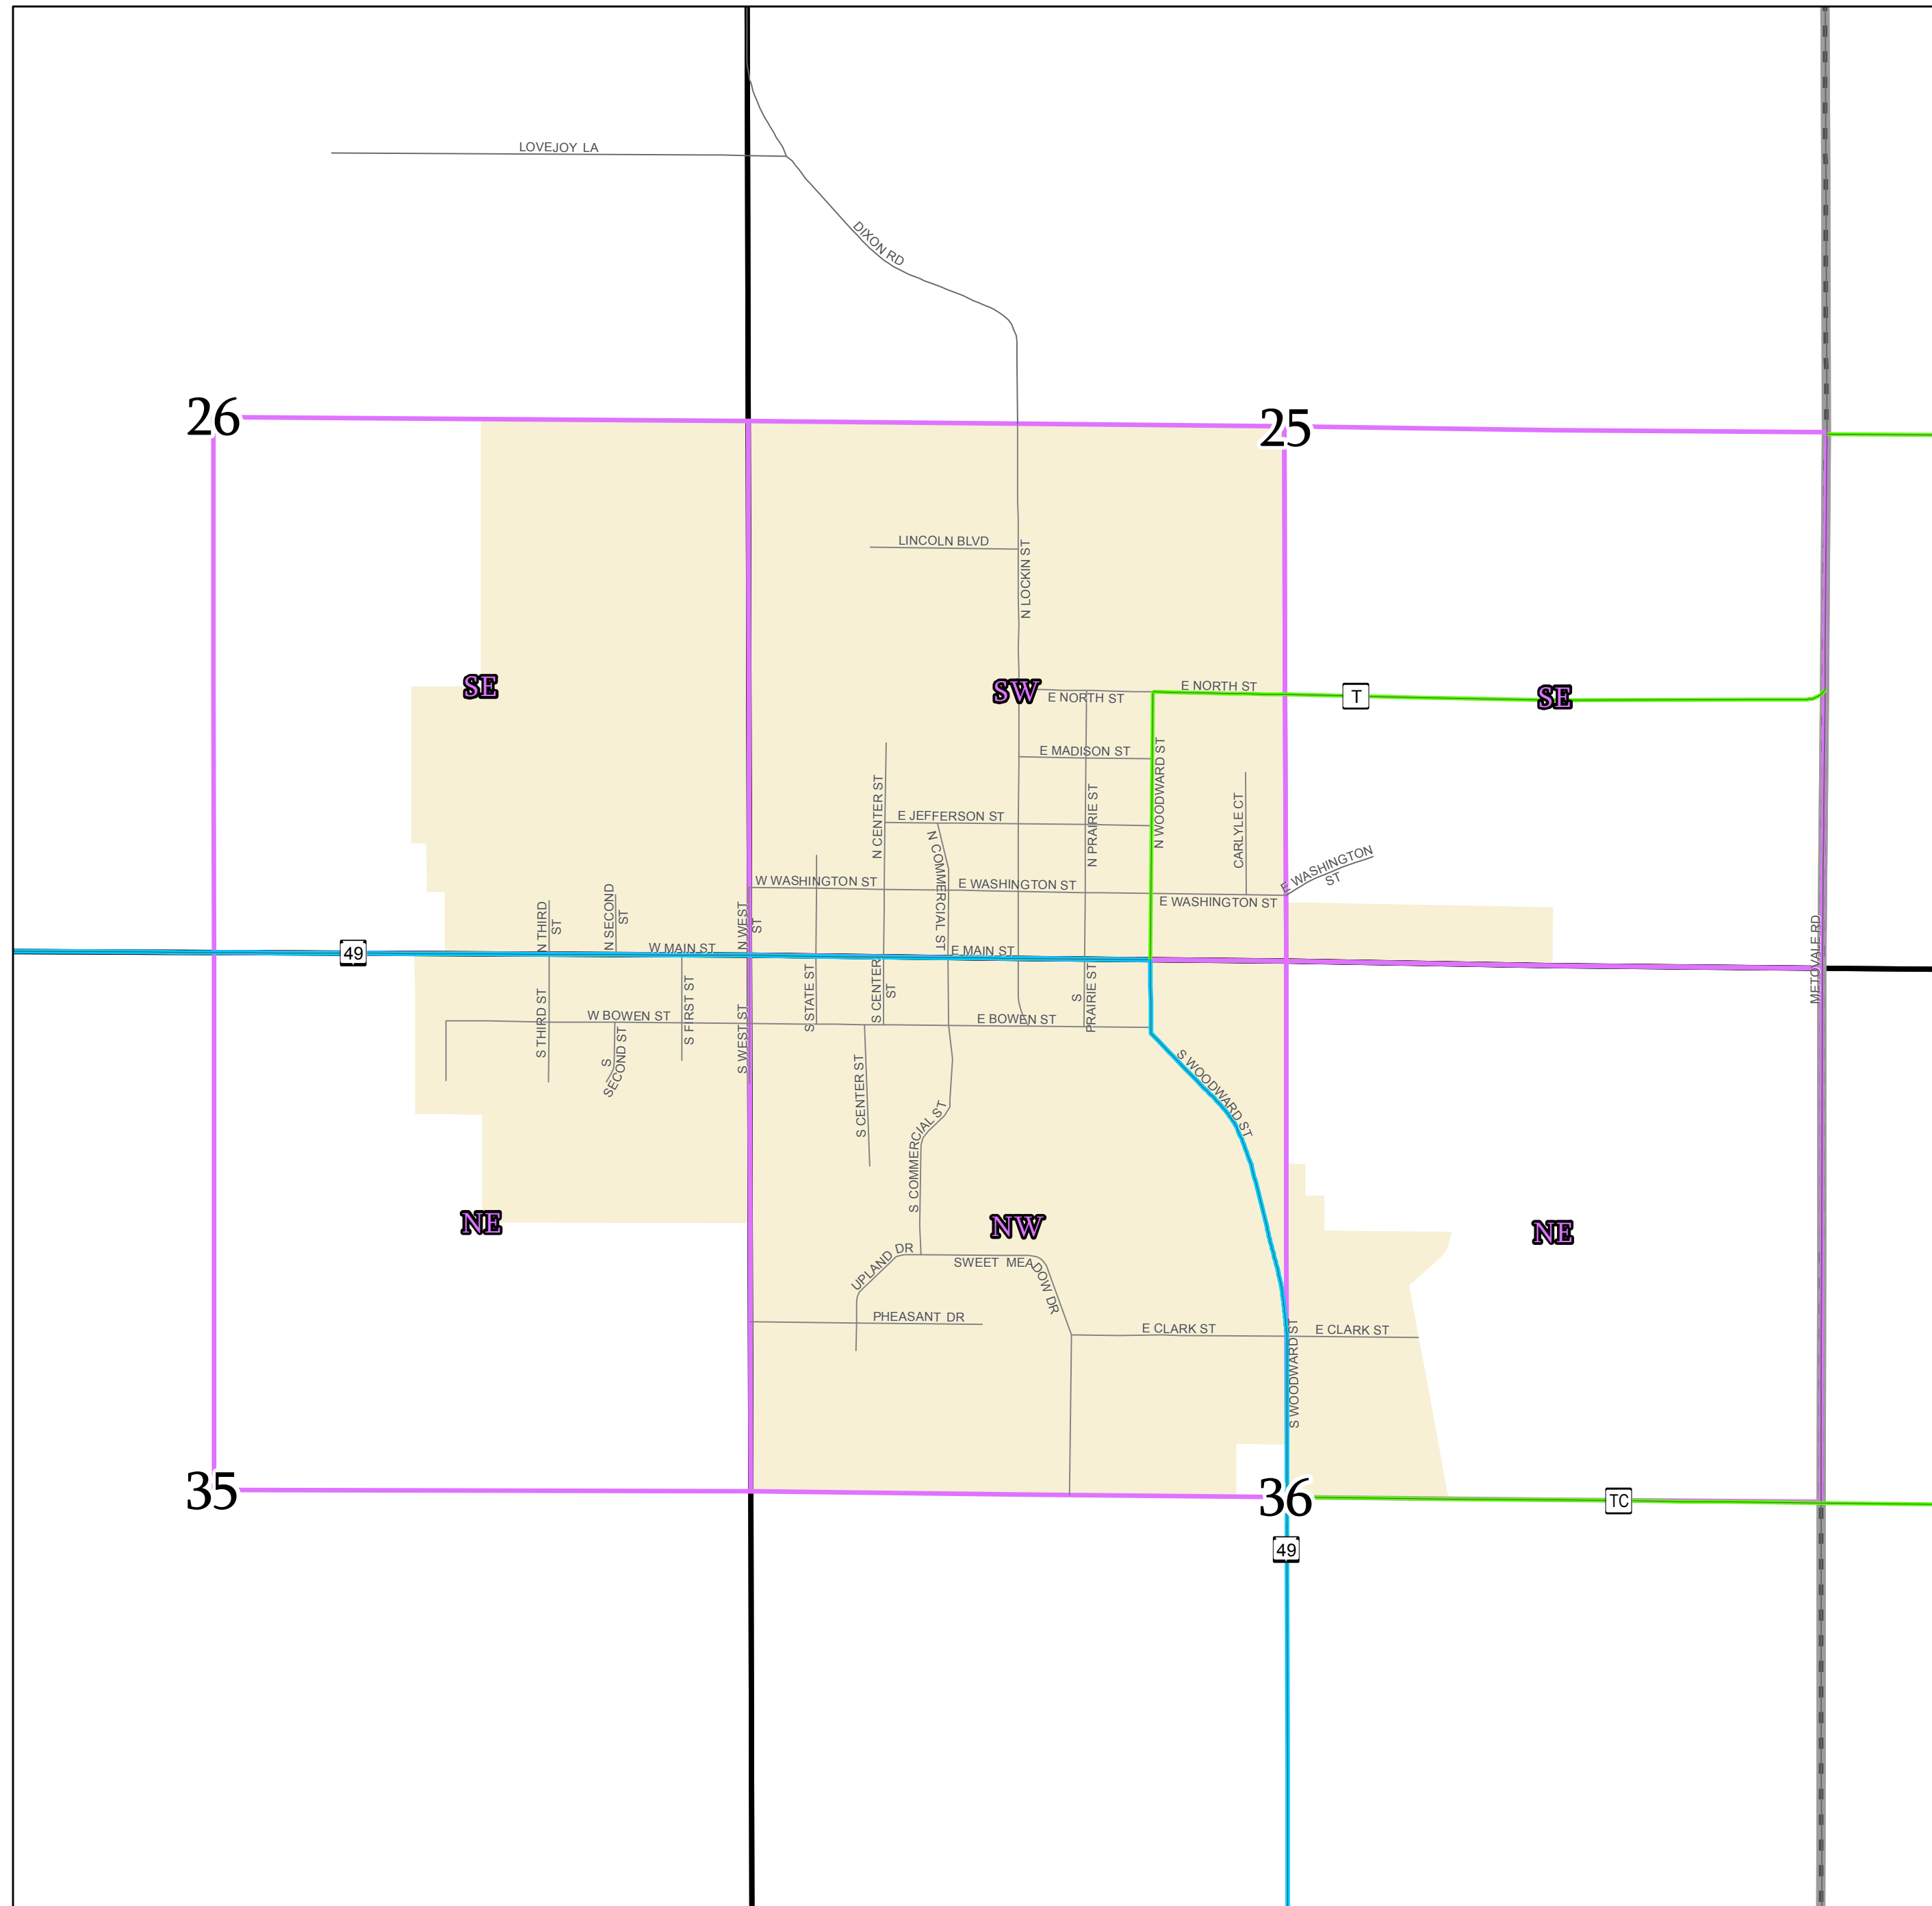 LOVEJOY LA
DIXON RD
26
25
LINCOLN BLVD
N LOCKIN ST
SE
SW
E NORTH ST
E NORTH ST
T
SE
E MADISON ST
N WOODWARD ST
N CENTER ST
N PRAIRIE ST
CARLYLE CT
E JEFFERSON ST
N COMMERCIAL ST
E WASHINGTON
ST
W WASHINGTON ST
E WASHINGTON ST
E WASHINGTON ST
N THIRD
ST
N SECOND
ST
N WEST
ST
METOVALE RD
49
W MAIN ST
E MAIN ST
S THIRD ST
S FIRST ST
S WEST ST
S STATE ST
S CENTER
ST
S
PRAIRIE ST
W BOWEN ST
E BOWEN ST
S
SECOND ST
S CENTER ST
S WOODWARD ST
S COMMERCIAL ST
NE
NW
NE
UPLAND DR
SWEET MEADOW DR
PHEASANT DR
E CLARK ST
E CLARK ST
S WOODWARD ST
35
36
TC
49